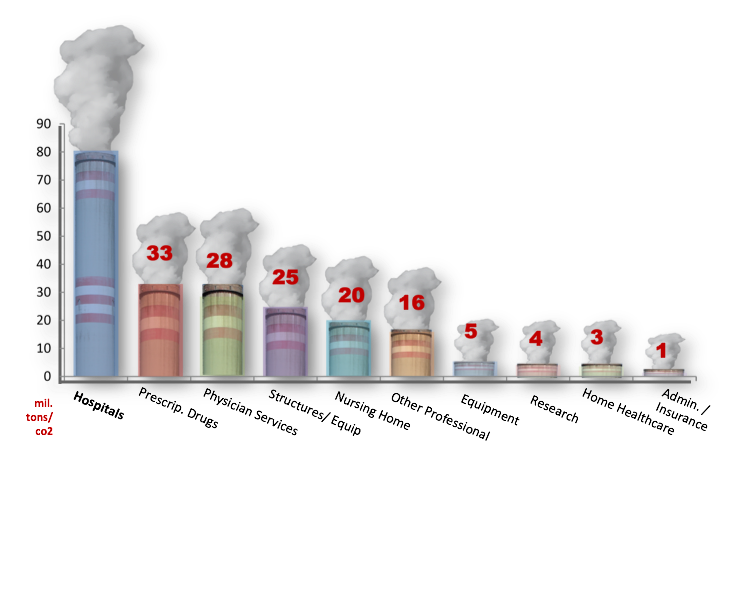 90
80
70
60
50
40
30
20
10
0
33
28
25
20
16
5
4
3
1
mil.
tons/
co2
Hospitals
Prescrip. Drugs
Physician Services
Structures/ Equip
Nursing Home
Other Professional
Equipment
Research
Home Healthcare
Admin. /
Insurance